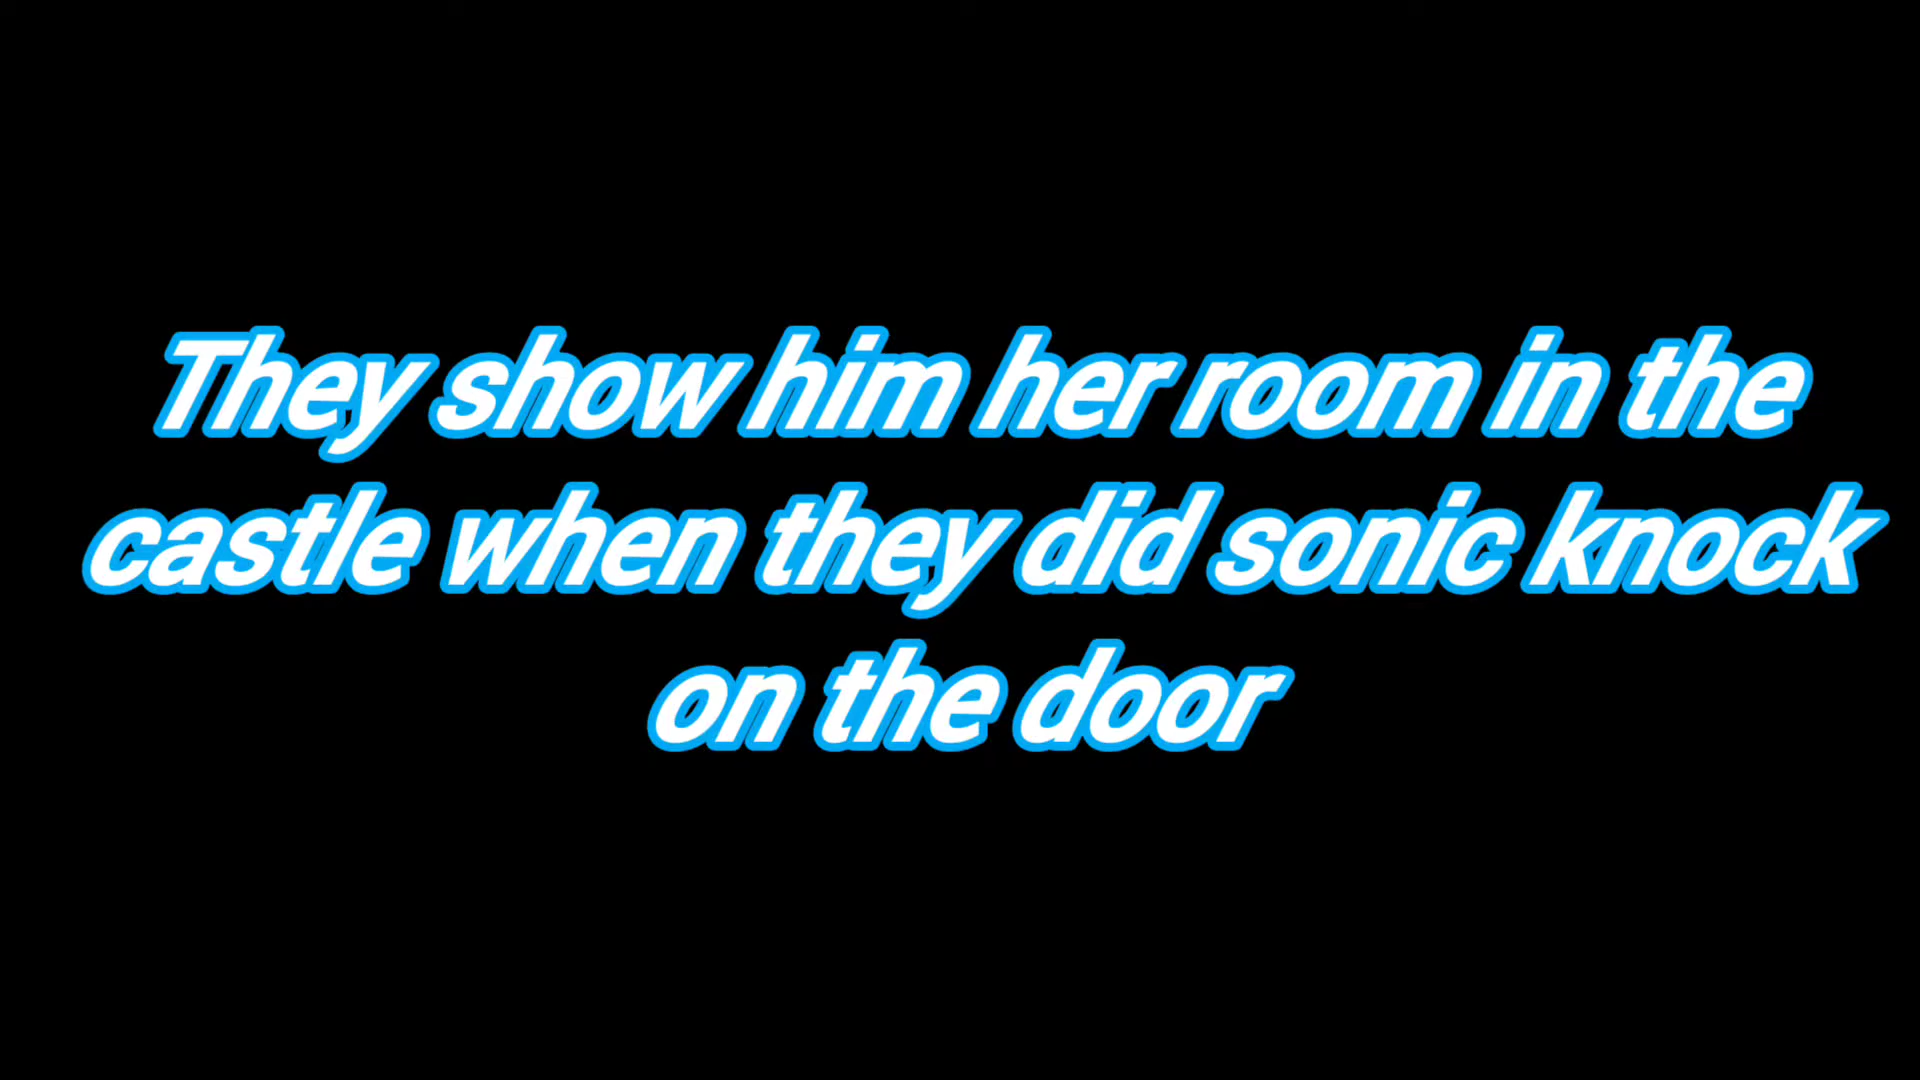 They show him her room in the
castle when they did sonic knock
on the door